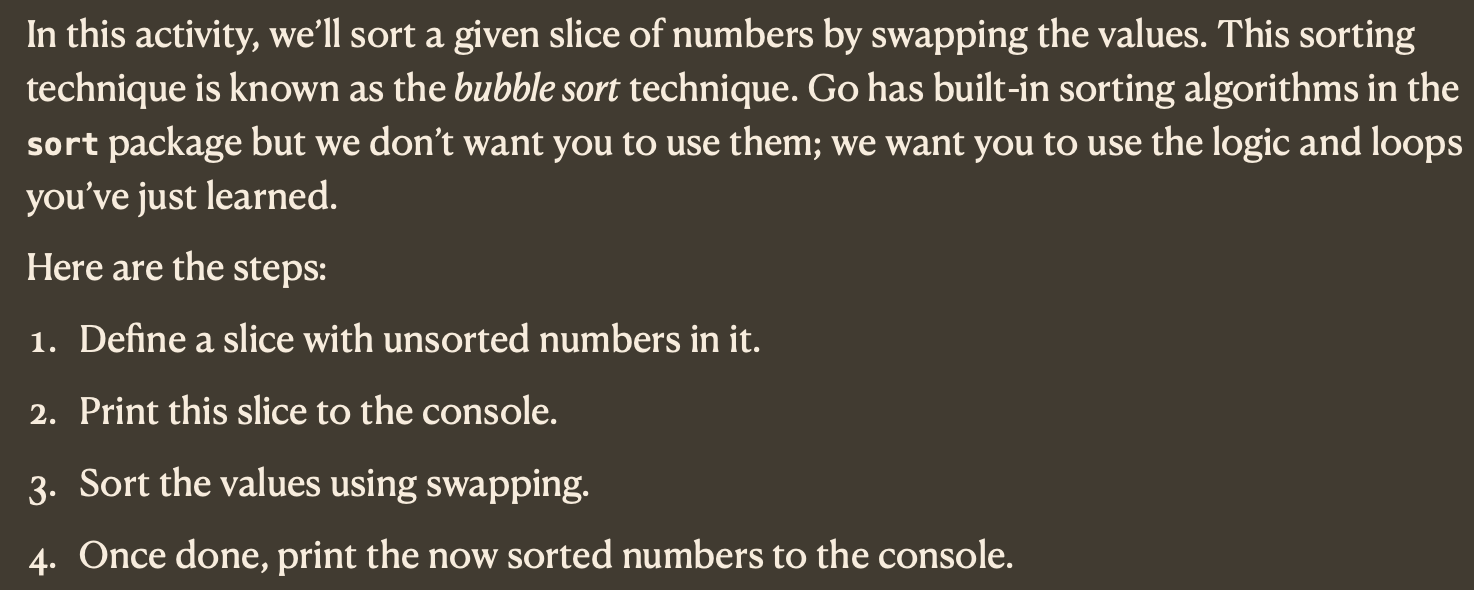 In this activity, we’ll sort a given slice of numbers by swapping the values. This sorting
technique is known as the bubble sort technique. Go has built-in sorting algorithms in the
sort package but we don’t want you to use them; we want you to use the logic and loops
you’ve just learned.
Here are the steps:
1. Define a slice with unsorted numbers in it.
2. Print this slice to the console.
3. Sort the values using swapping.
4. Once done, print the now sorted numbers to the console.